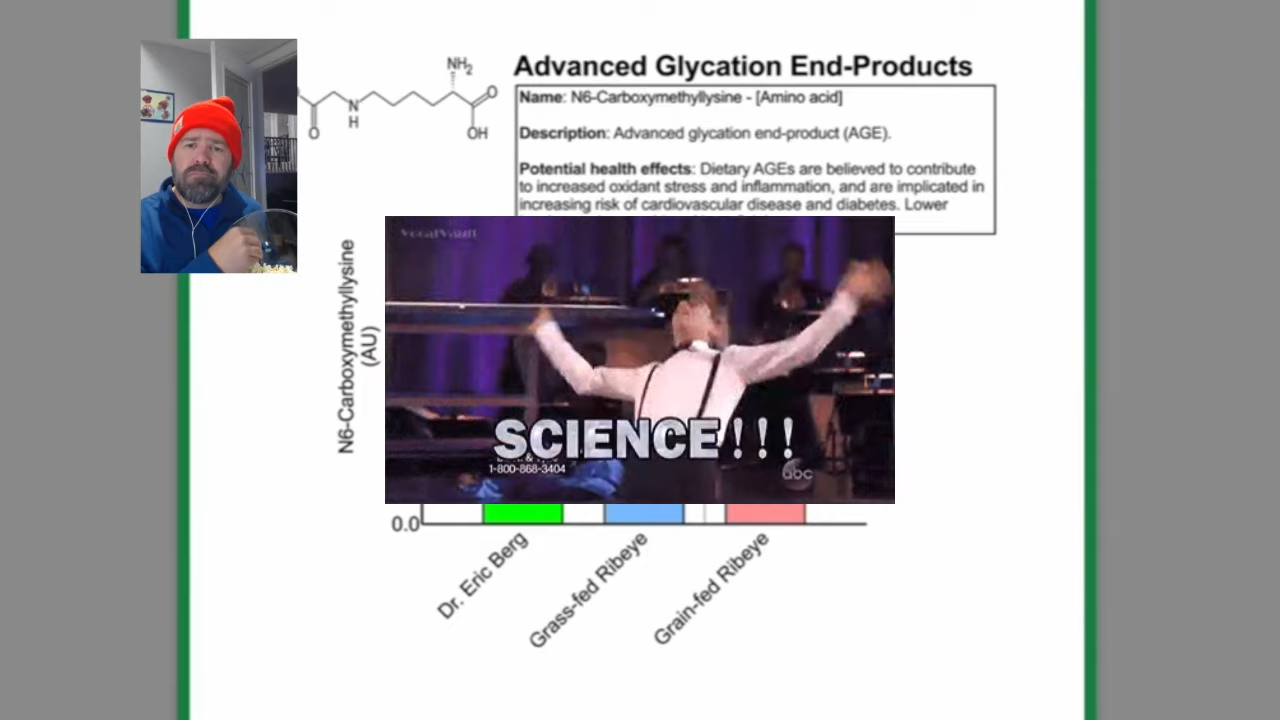 NH2
Advanced Glycation End-Products
Name: N6-Carboxymethyllysine - [Amino acid]
O
N
H
O
OH
Description: Advanced glycation end-product (AGE).
Potential health effects: Dietary AGEs are believed to contribute
to increased oxidant stress and inflammation, and are implicated in
increasing risk of cardiovascular disease and diabetes. Lower
VocalVault
N6-Carboxymethyllysine
(AU)
SCIENCE!!!
1-800-868-3404
abc
0.0
Dr. Eric Berg
Grass-fed Ribeye
Grain-fed Ribeye